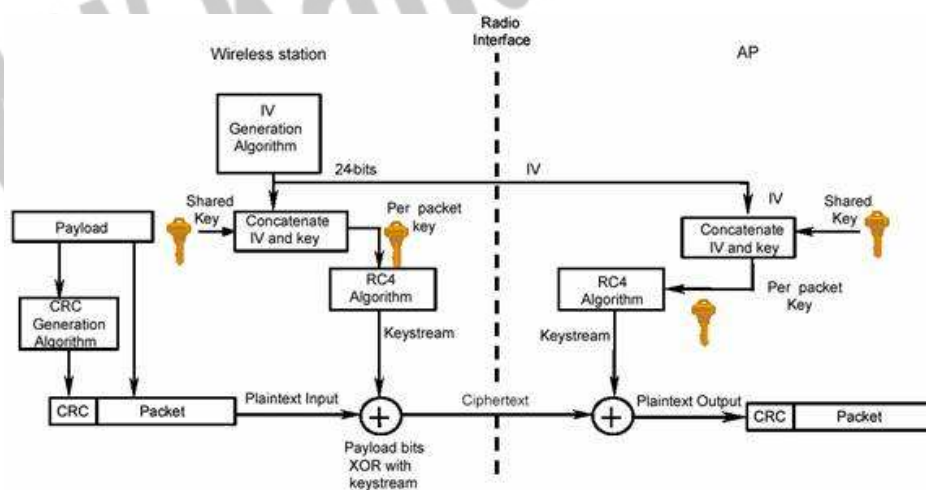 Radio
Interface
Wireless station
AP
IV
Generation
Algorithm
24bits
IV
IV
Shared
Key
Concatenate
IV and key
Per packet
key
Shared
Key
Concatenate
IV and key
Payload
RC4
Algorithm
RC4
Algorithm
Per packet
Key
CRC
Generation
Algorithm
Keystream
Keystream
CRC
Packet
Plaintext Input
+
Ciphertext
+
Plaintext Output
CRC
Packet
Payload bits
XOR with
keystream